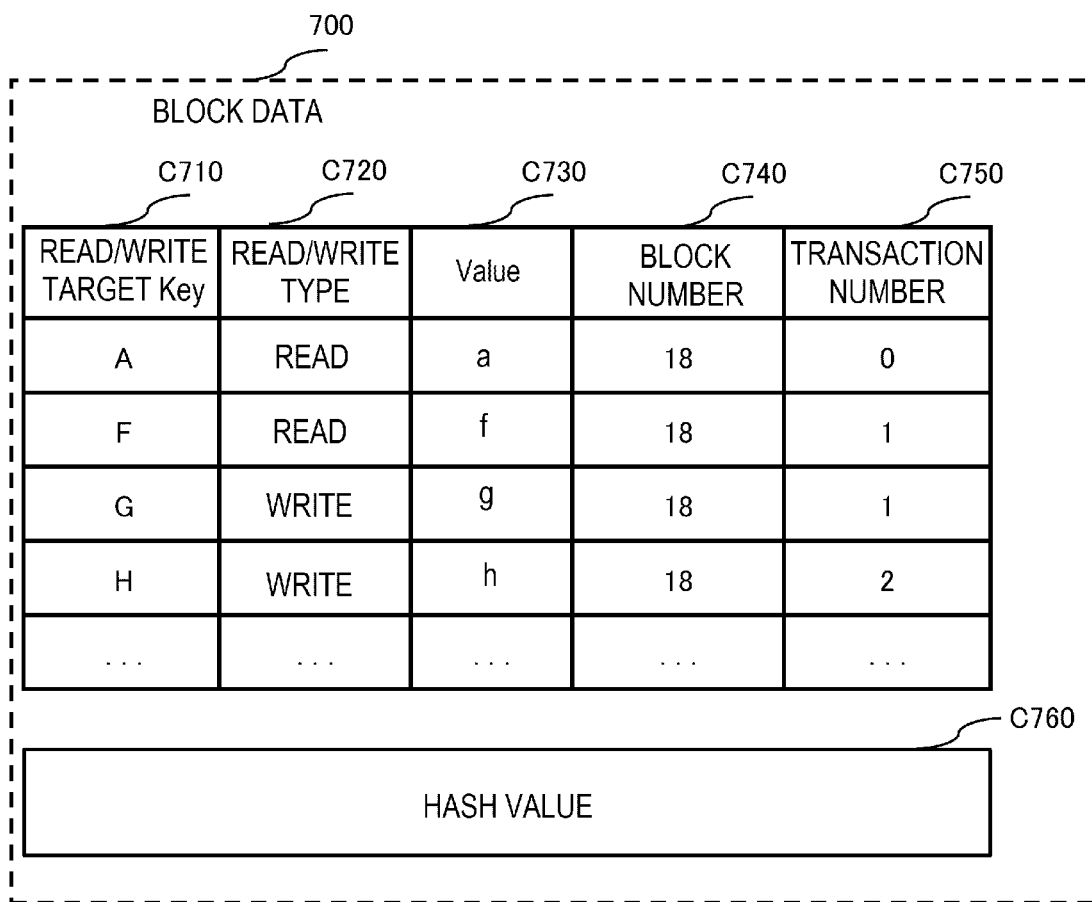 700
BLOCK DATA
C710 C720 C730 C740 C750
READ/WRITE TARGET Key READ/WRITE TYPE Value BLOCK NUMBER TRANSACTION NUMBER
A READ a 18 0
F READ f 18 1
G WRITE g 18 1
H WRITE h 18 2
... ... ... ... ...
C760
HASH VALUE